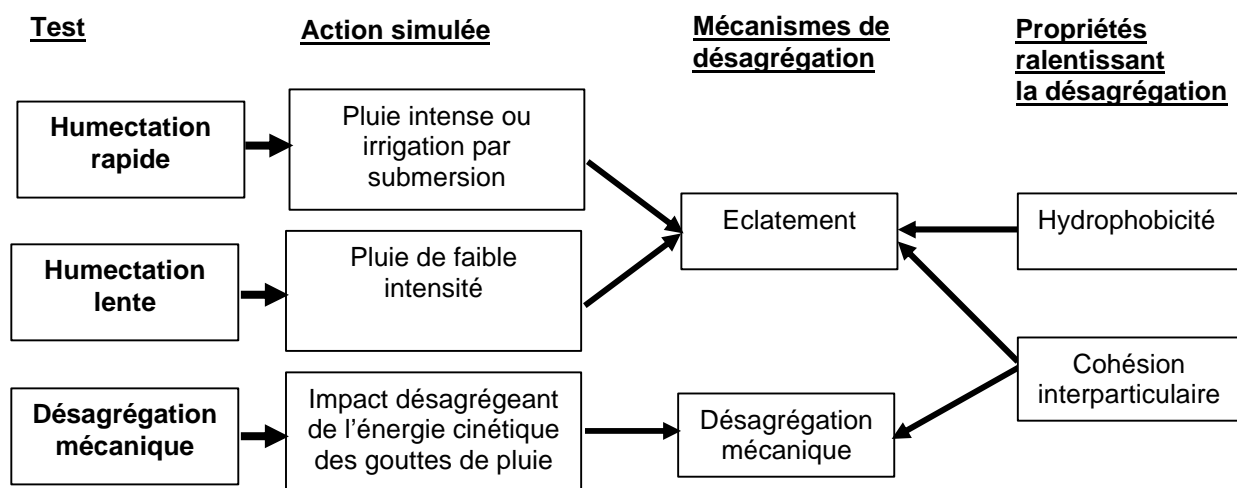 Test
Action simulée
Mécanismes de
désagrégation
Propriétés
ralentissant
la désagrégation
Humectation
rapide
Pluie intense ou
irrigation par
submersion
Eclatement
Hydrophobicité
Humectation
lente
Pluie de faible
intensité
Désagrégation
mécanique
Impact désagrégeant
de l’énergie cinétique
des gouttes de pluie
Désagrégation
mécanique
Cohésion
interparticulaire